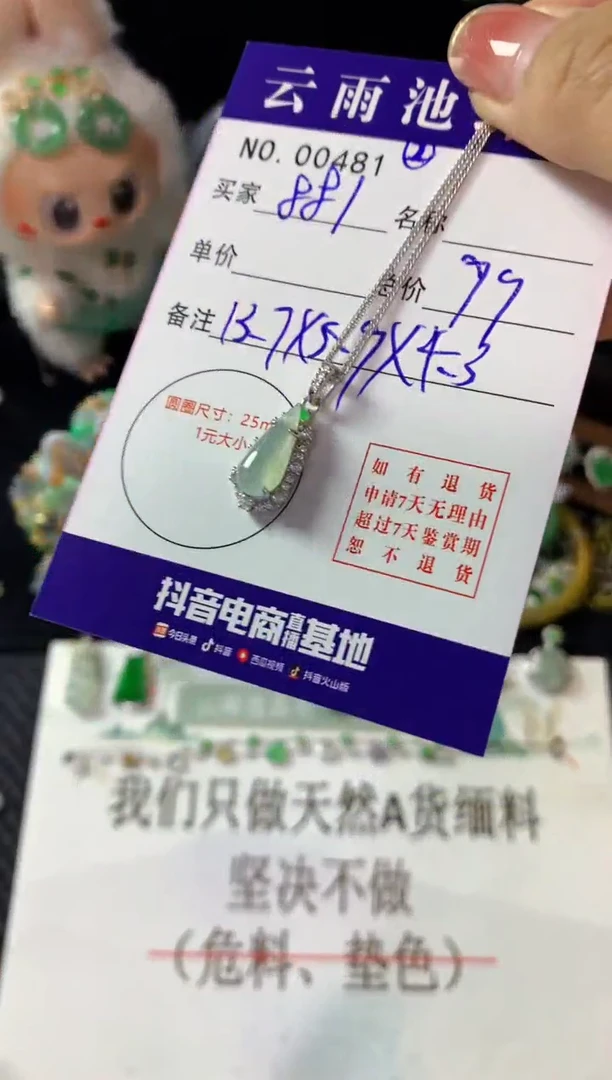 云雨池
NO. 00481 ②
买家 881 名称
单价 总价 99
备注 13-7X5-9X4-3
圆圈尺寸：25m
1元大小
如有退货
申请7天无理由
超过7天鉴赏期
恕不退货
抖音电商直播基地
今日头条 抖音 西瓜视频 抖音火山版
我们只做天然A货缅料
坚决不做
（危料、垫色）